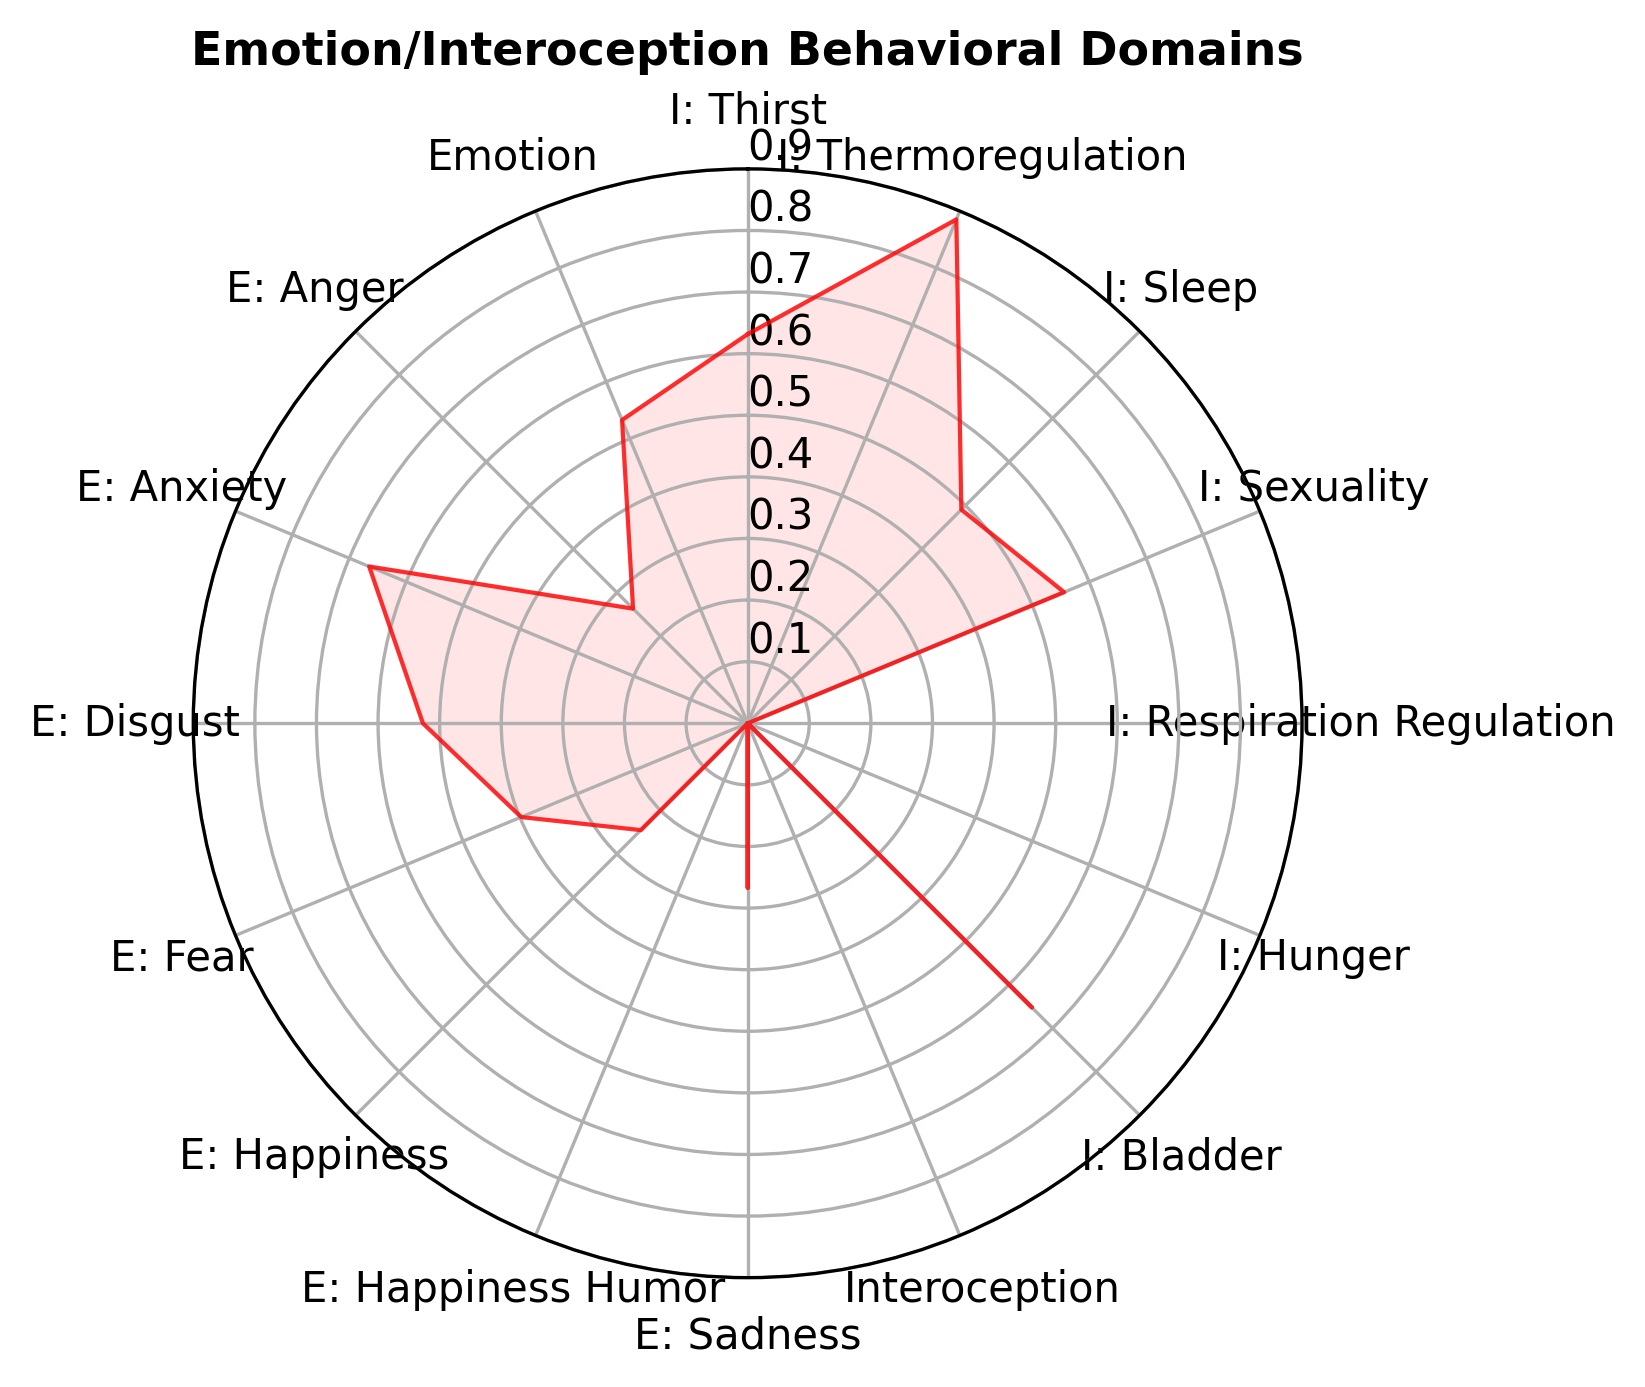 Emotion/Interoception Behavioral Domains
I: Thirst
0.9
Emotion
I: Thermoregulation
0.8
0.7
E: Anger
I: Sleep
0.6
0.5
0.4
E: Anxiety
I: Sexuality
0.3
0.2
0.1
E: Disgust
I: Respiration Regulation
E: Fear
I: Hunger
E: Happiness
I: Bladder
E: Happiness Humor
Interoception
E: Sadness